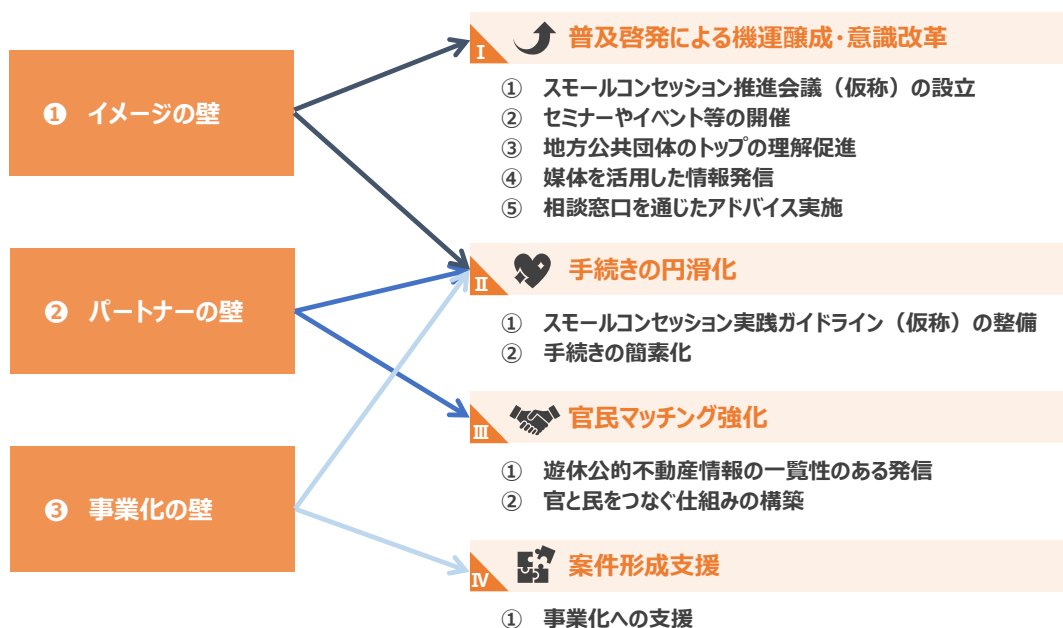 ❶ イメージの壁
❷ パートナーの壁
❸ 事業化の壁
Ⅰ 普及啓発による機運醸成・意識改革
① スモールコンセッション推進会議（仮称）の設立
② セミナーやイベント等の開催
③ 地方公共団体のトップの理解促進
④ 媒体を活用した情報発信
⑤ 相談窓口を通じたアドバイス実施
Ⅱ 手続きの円滑化
① スモールコンセッション実践ガイドライン（仮称）の整備
② 手続きの簡素化
Ⅲ 官民マッチング強化
① 遊休公的不動産情報の一覧性のある発信
② 官と民をつなぐ仕組みの構築
Ⅳ 案件形成支援
① 事業化への支援